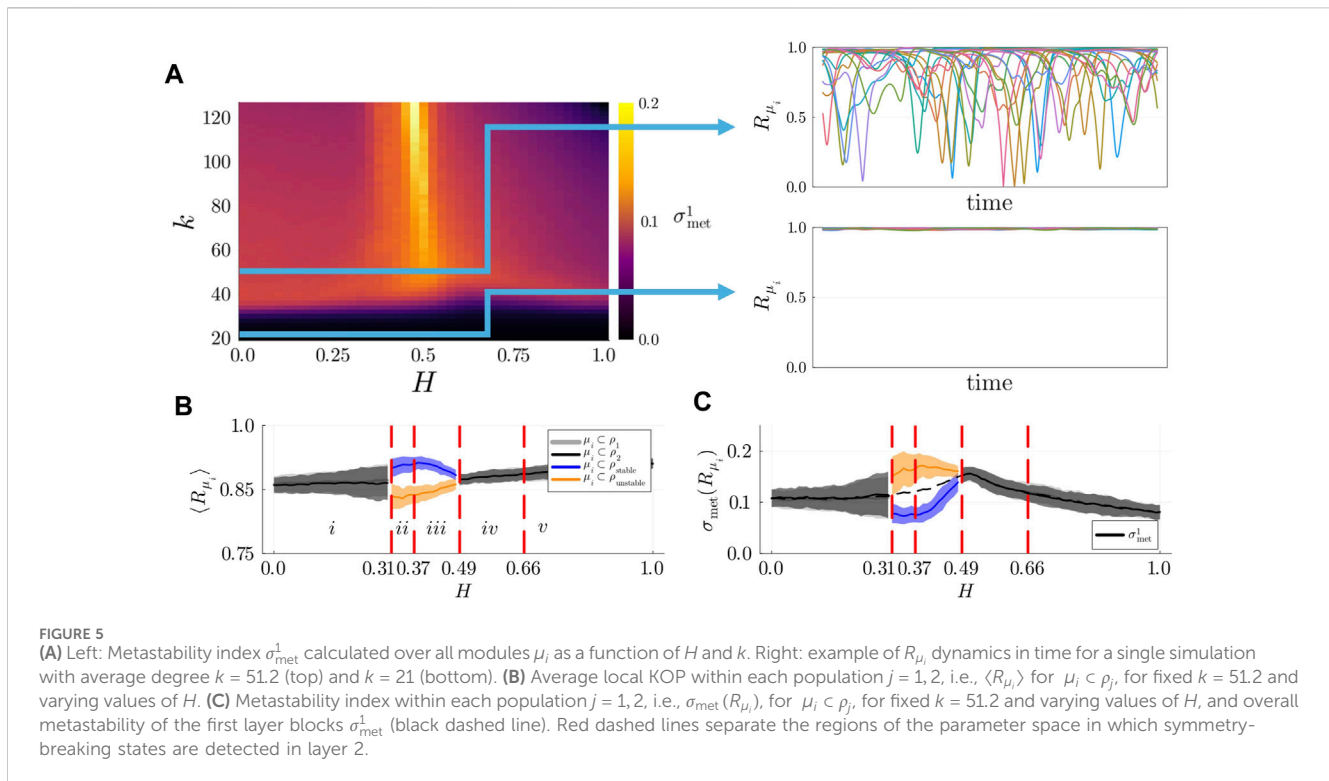 A
120
100
80
60
40
20
k
0.0 0.25 0.5 0.75 1.0
H
0.2
0.1
0.0
σ¹met
1.0
0.5
0.0
Rμi
time
1.0
0.5
0.0
Rμi
time
B
1.0
0.85
0.75
⟨Rμi⟩
μi ⊂ ρ1
μi ⊂ ρ2
μi ⊂ ρstable
μi ⊂ ρunstable
i ii iii iv v
0.0 0.31 0.37 0.49 0.66 1.0
H
C
0.2
0.1
0.0
σmet(Rμi)
σ¹met
0.0 0.31 0.37 0.49 0.66 1.0
H
FIGURE 5
(A) Left: Metastability index σ¹met calculated over all modules μi as a function of H and k. Right: example of Rμi dynamics in time for a single simulation
with average degree k = 51.2 (top) and k = 21 (bottom). (B) Average local KOP within each population j = 1, 2, i.e., ⟨Rμi⟩ for μi ⊂ ρj, for fixed k = 51.2 and
varying values of H. (C) Metastability index within each population j = 1, 2, i.e., σmet (Rμi), for μi ⊂ ρj, for fixed k = 51.2 and varying values of H, and overall
metastability of the first layer blocks σ¹met (black dashed line). Red dashed lines separate the regions of the parameter space in which symmetry-
breaking states are detected in layer 2.